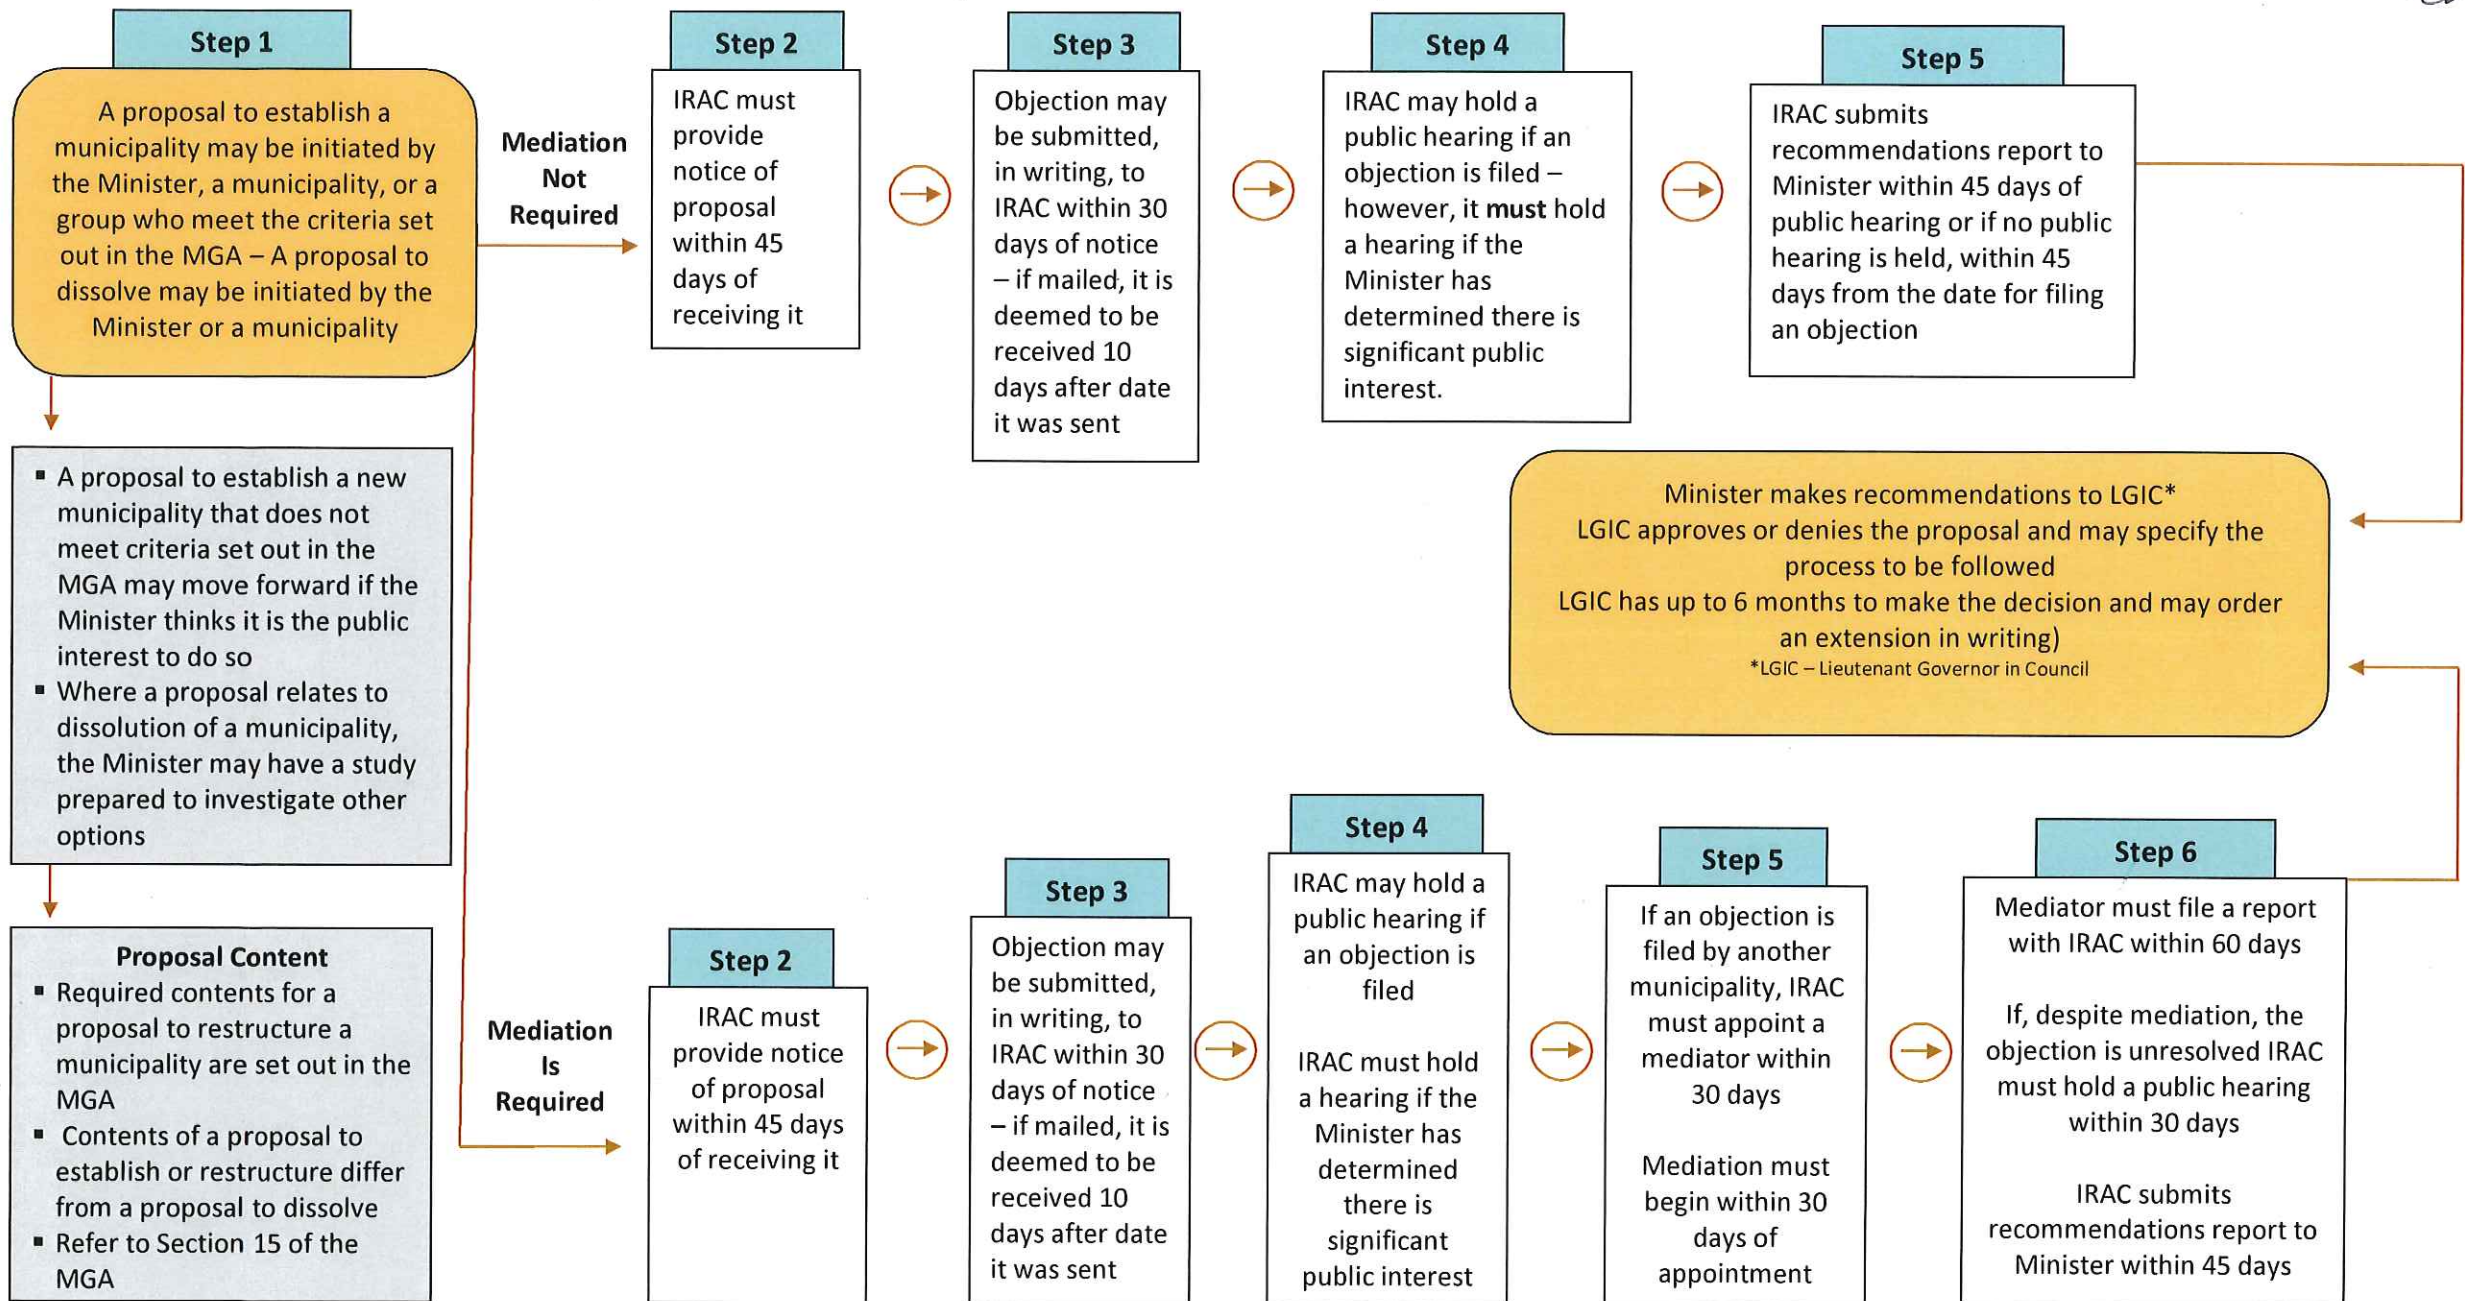 Step 1
A proposal to establish a
municipality may be initiated by
the Minister, a municipality, or a
group who meet the criteria set
out in the MGA – A proposal to
dissolve may be initiated by the
Minister or a municipality
▪ A proposal to establish a new
municipality that does not
meet criteria set out in the
MGA may move forward if the
Minister thinks it is the public
interest to do so
▪ Where a proposal relates to
dissolution of a municipality,
the Minister may have a study
prepared to investigate other
options
Proposal Content
▪ Required contents for a
proposal to restructure a
municipality are set out in the
MGA
▪ Contents of a proposal to
establish or restructure differ
from a proposal to dissolve
▪ Refer to Section 15 of the
MGA
Mediation
Not
Required
Step 2
IRAC must
provide
notice of
proposal
within 45
days of
receiving it
Step 3
Objection may
be submitted,
in writing, to
IRAC within 30
days of notice
– if mailed, it is
deemed to be
received 10
days after date
it was sent
Step 4
IRAC may hold a
public hearing if an
objection is filed –
however, it must hold
a hearing if the
Minister has
determined there is
significant public
interest.
Step 5
IRAC submits
recommendations report to
Minister within 45 days of
public hearing or if no public
hearing is held, within 45
days from the date for filing
an objection
Minister makes recommendations to LGIC*
LGIC approves or denies the proposal and may specify the
process to be followed
LGIC has up to 6 months to make the decision and may order
an extension in writing)
*LGIC – Lieutenant Governor in Council
Mediation
Is
Required
Step 2
IRAC must
provide notice
of proposal
within 45 days
of receiving it
Step 3
Objection may
be submitted,
in writing, to
IRAC within 30
days of notice
– if mailed, it is
deemed to be
received 10
days after date
it was sent
Step 4
IRAC may hold a
public hearing if
an objection is
filed
IRAC must hold
a hearing if the
Minister has
determined
there is
significant
public interest
Step 5
If an objection is
filed by another
municipality, IRAC
must appoint a
mediator within
30 days
Mediation must
begin within 30
days of
appointment
Step 6
Mediator must file a report
with IRAC within 60 days
If, despite mediation, the
objection is unresolved IRAC
must hold a public hearing
within 30 days
IRAC submits
recommendations report to
Minister within 45 days